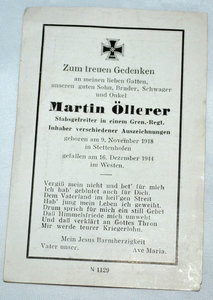 Zum treuen Gedenken
an meinen lieben Gatten,
unseren guten Sohn, Bruder, Schwager
und Onkel
Martin Öllerer
Stabsgefreiter in einem Gren.-Regt.
Inhaber verschiedener Auszeichnungen
geboren am 9. November 1918
in Stettenhofen
gefallen am 16. Dezember 1944
im Westen.
Vergiß mein nicht und bet' für mich
Ich hab' geblutet auch für Dich.
Dem Vaterland im heil'gen Streit
Hab' jung mein Leben ich geweiht.
Drum sprich für mich ein still Gebet
Daß Himmelsfriede mich umweht
Und daß verklärt an Gottes Thron
Mir werde teurer Kriegerlohn.
Mein Jesus Barmherzigkeit
Vater unser. Ave Maria.
N 1129